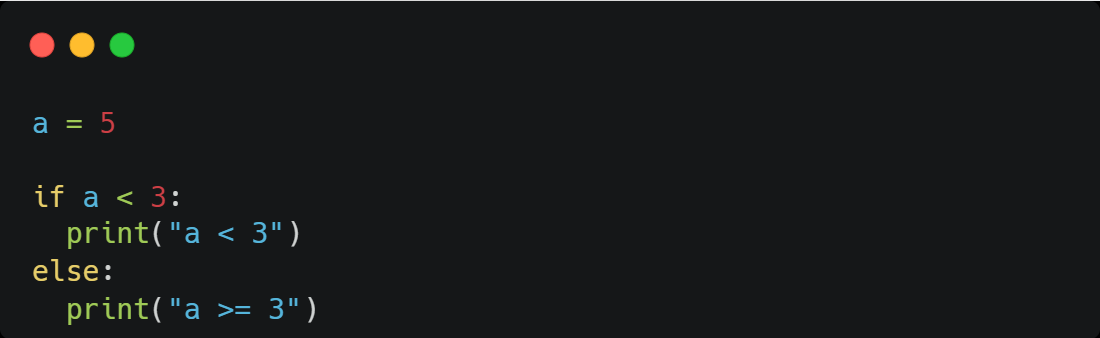 a = 5

if a < 3:
  print("a < 3")
else:
  print("a >= 3")